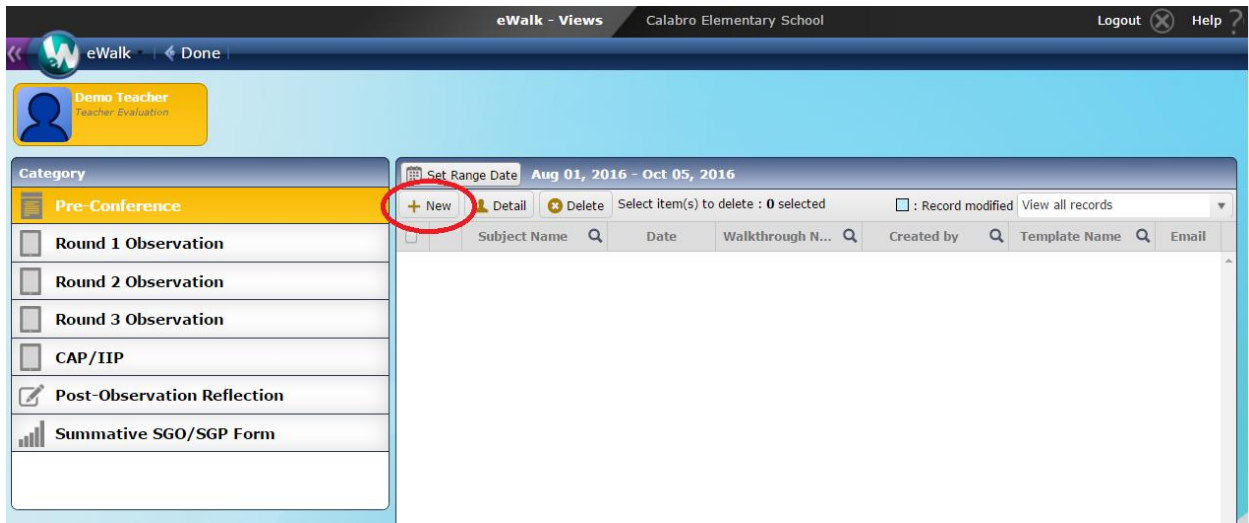 eWalk - Views Calabro Elementary School Logout Help ?
eWalk Done
Demo Teacher
Teacher Evaluation
Category
Pre-Conference
Round 1 Observation
Round 2 Observation
Round 3 Observation
CAP/IIP
Post-Observation Reflection
Summative SGO/SGP Form
Set Range Date Aug 01, 2016 - Oct 05, 2016
+ New Detail Delete Select item(s) to delete : 0 selected : Record modified View all records
Subject Name Date Walkthrough N... Created by Template Name Email